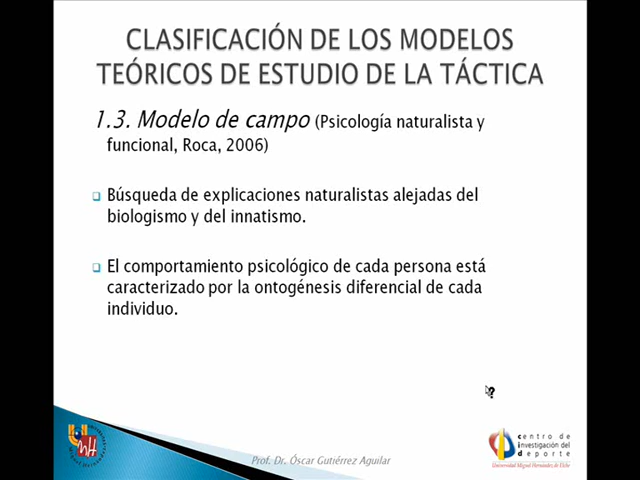 CLASIFICACIÓN DE LOS MODELOS
TEÓRICOS DE ESTUDIO DE LA TÁCTICA
1.3. Modelo de campo (Psicología naturalista y
funcional, Roca, 2006)
Búsqueda de explicaciones naturalistas alejadas del
biologismo y del innatismo.
El comportamiento psicológico de cada persona está
caracterizado por la ontogénesis diferencial de cada
individuo.
Prof. Dr. Óscar Gutiérrez Aguilar
centro de
investigación del
deporte
Universidad Miguel Hernández de Elche